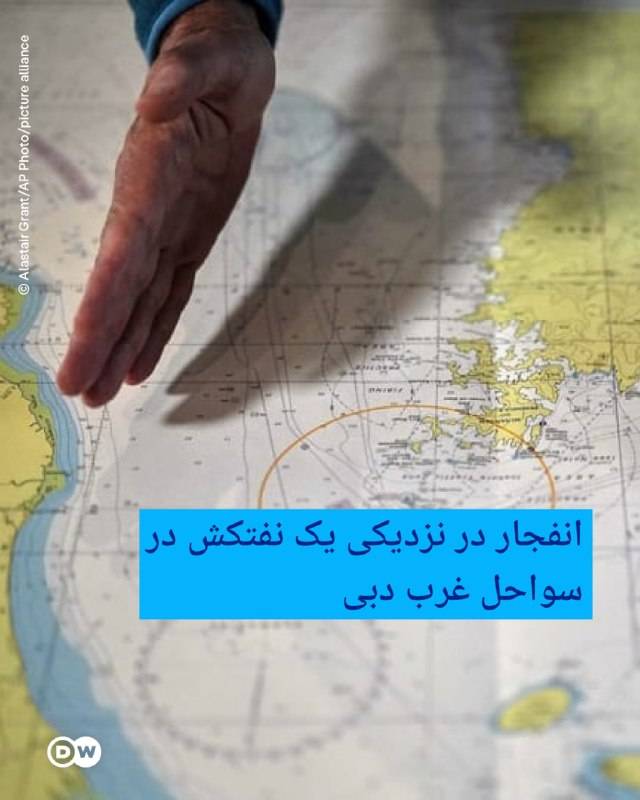 © Alastair Grant/AP Photo/picture alliance
انفجار در نزدیکی یک نفتکش در
سواحل غرب دبی
DW